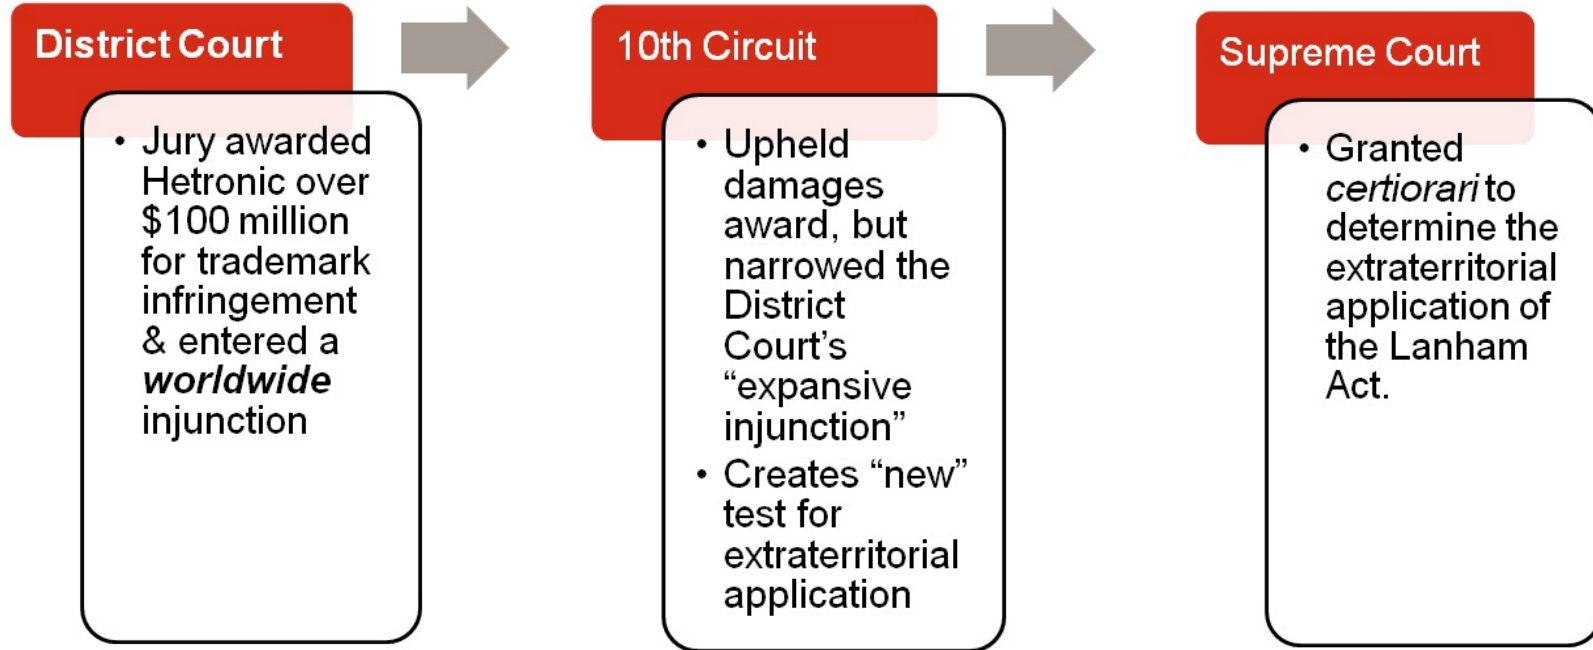 District Court
• Jury awarded
Hetronic over
$100 million
for trademark
infringement
& entered a
worldwide
injunction
10th Circuit
• Upheld
damages
award, but
narrowed the
District
Court’s
“expansive
injunction”
• Creates “new”
test for
extraterritorial
application
Supreme Court
• Granted
certiorari to
determine the
extraterritorial
application of
the Lanham
Act.